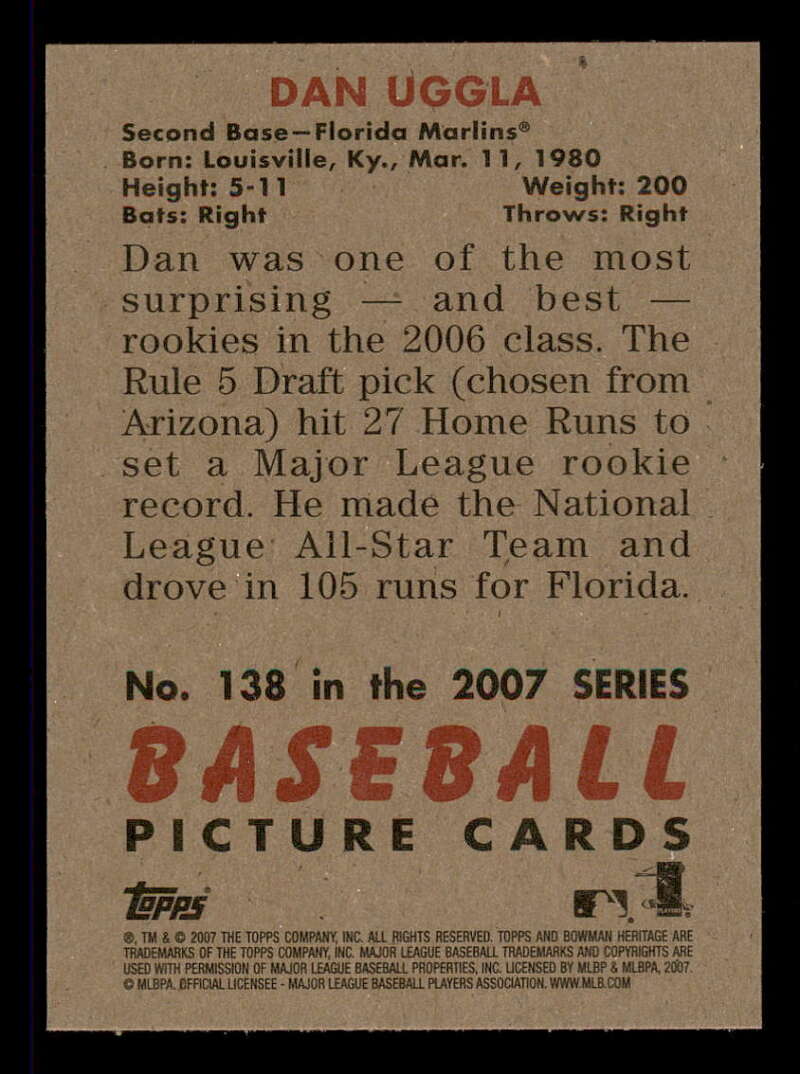 DAN UGGLA
Second Base—Florida Marlins®
Born: Louisville, Ky., Mar. 11, 1980
Height: 5-11 Weight: 200
Bats: Right Throws: Right
Dan was one of the most
surprising — and best —
rookies in the 2006 class. The
Rule 5 Draft pick (chosen from
Arizona) hit 27 Home Runs to
set a Major League rookie
record. He made the National
League All-Star Team and
drove in 105 runs for Florida.
No. 138 in the 2007 SERIES
BASEBALL
PICTURE CARDS
Topps
®, TM & © 2007 THE TOPPS COMPANY, INC. ALL RIGHTS RESERVED. TOPPS AND BOWMAN HERITAGE ARE
TRADEMARKS OF THE TOPPS COMPANY, INC. MAJOR LEAGUE BASEBALL TRADEMARKS AND COPYRIGHTS ARE
USED WITH PERMISSION OF MAJOR LEAGUE BASEBALL PROPERTIES, INC. LICENSED BY MLBP & MLBPA, 2007.
© MLBPA. OFFICIAL LICENSEE - MAJOR LEAGUE BASEBALL PLAYERS ASSOCIATION. WWW.MLB.COM